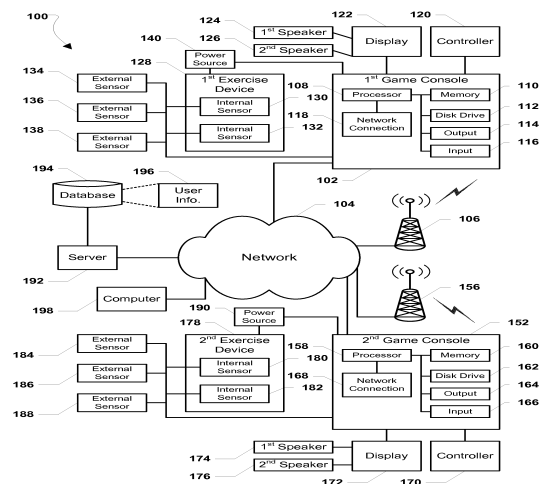 100
124
1st Speaker
126
2nd Speaker
122
Display
120
Controller
140
Power
Source
128
1st Exercise
Device
Internal
Sensor
130
Internal
Sensor
132
134
External
Sensor
136
External
Sensor
138
External
Sensor
1st Game Console
108
Processor
118
Network
Connection
Memory
110
Disk Drive
112
Output
114
Input
116
102
194
Database
196
User
Info.
104
Network
106
156
Server
192
Computer
198
190
Power
Source
178
2nd Exercise
Device
Internal
Sensor
180
Internal
Sensor
182
184
External
Sensor
186
External
Sensor
188
External
Sensor
152
2nd Game Console
158
Processor
168
Network
Connection
Memory
160
Disk Drive
162
Output
164
Input
166
174
1st Speaker
176
2nd Speaker
Display
172
Controller
170